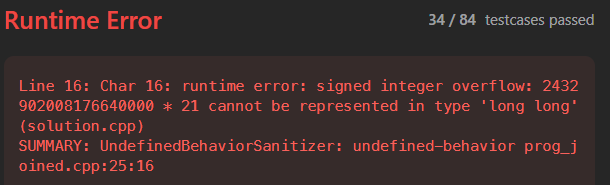 Runtime Error
34 / 84 testcases passed
Line 16: Char 16: runtime error: signed integer overflow: 2432
902008176640000 * 21 cannot be represented in type 'long long'
(solution.cpp)
SUMMARY: UndefinedBehaviorSanitizer: undefined-behavior prog_j
oined.cpp:25:16